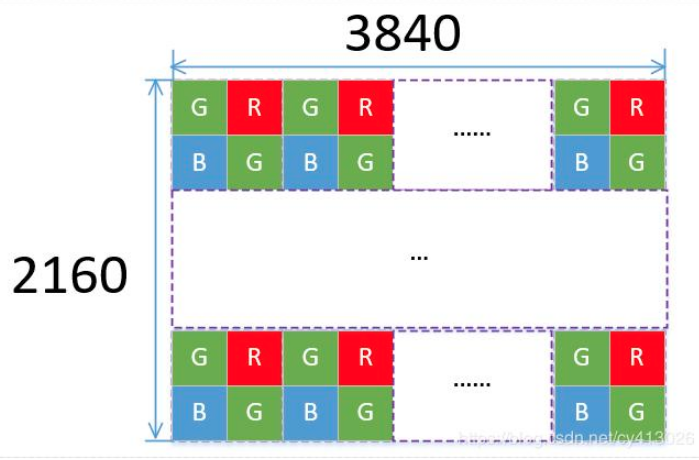 3840
G R G R ...... G R
B G B G B G
2160
...
G R G R ...... G R
B G B G B G
https://blog.csdn.net/cy413026